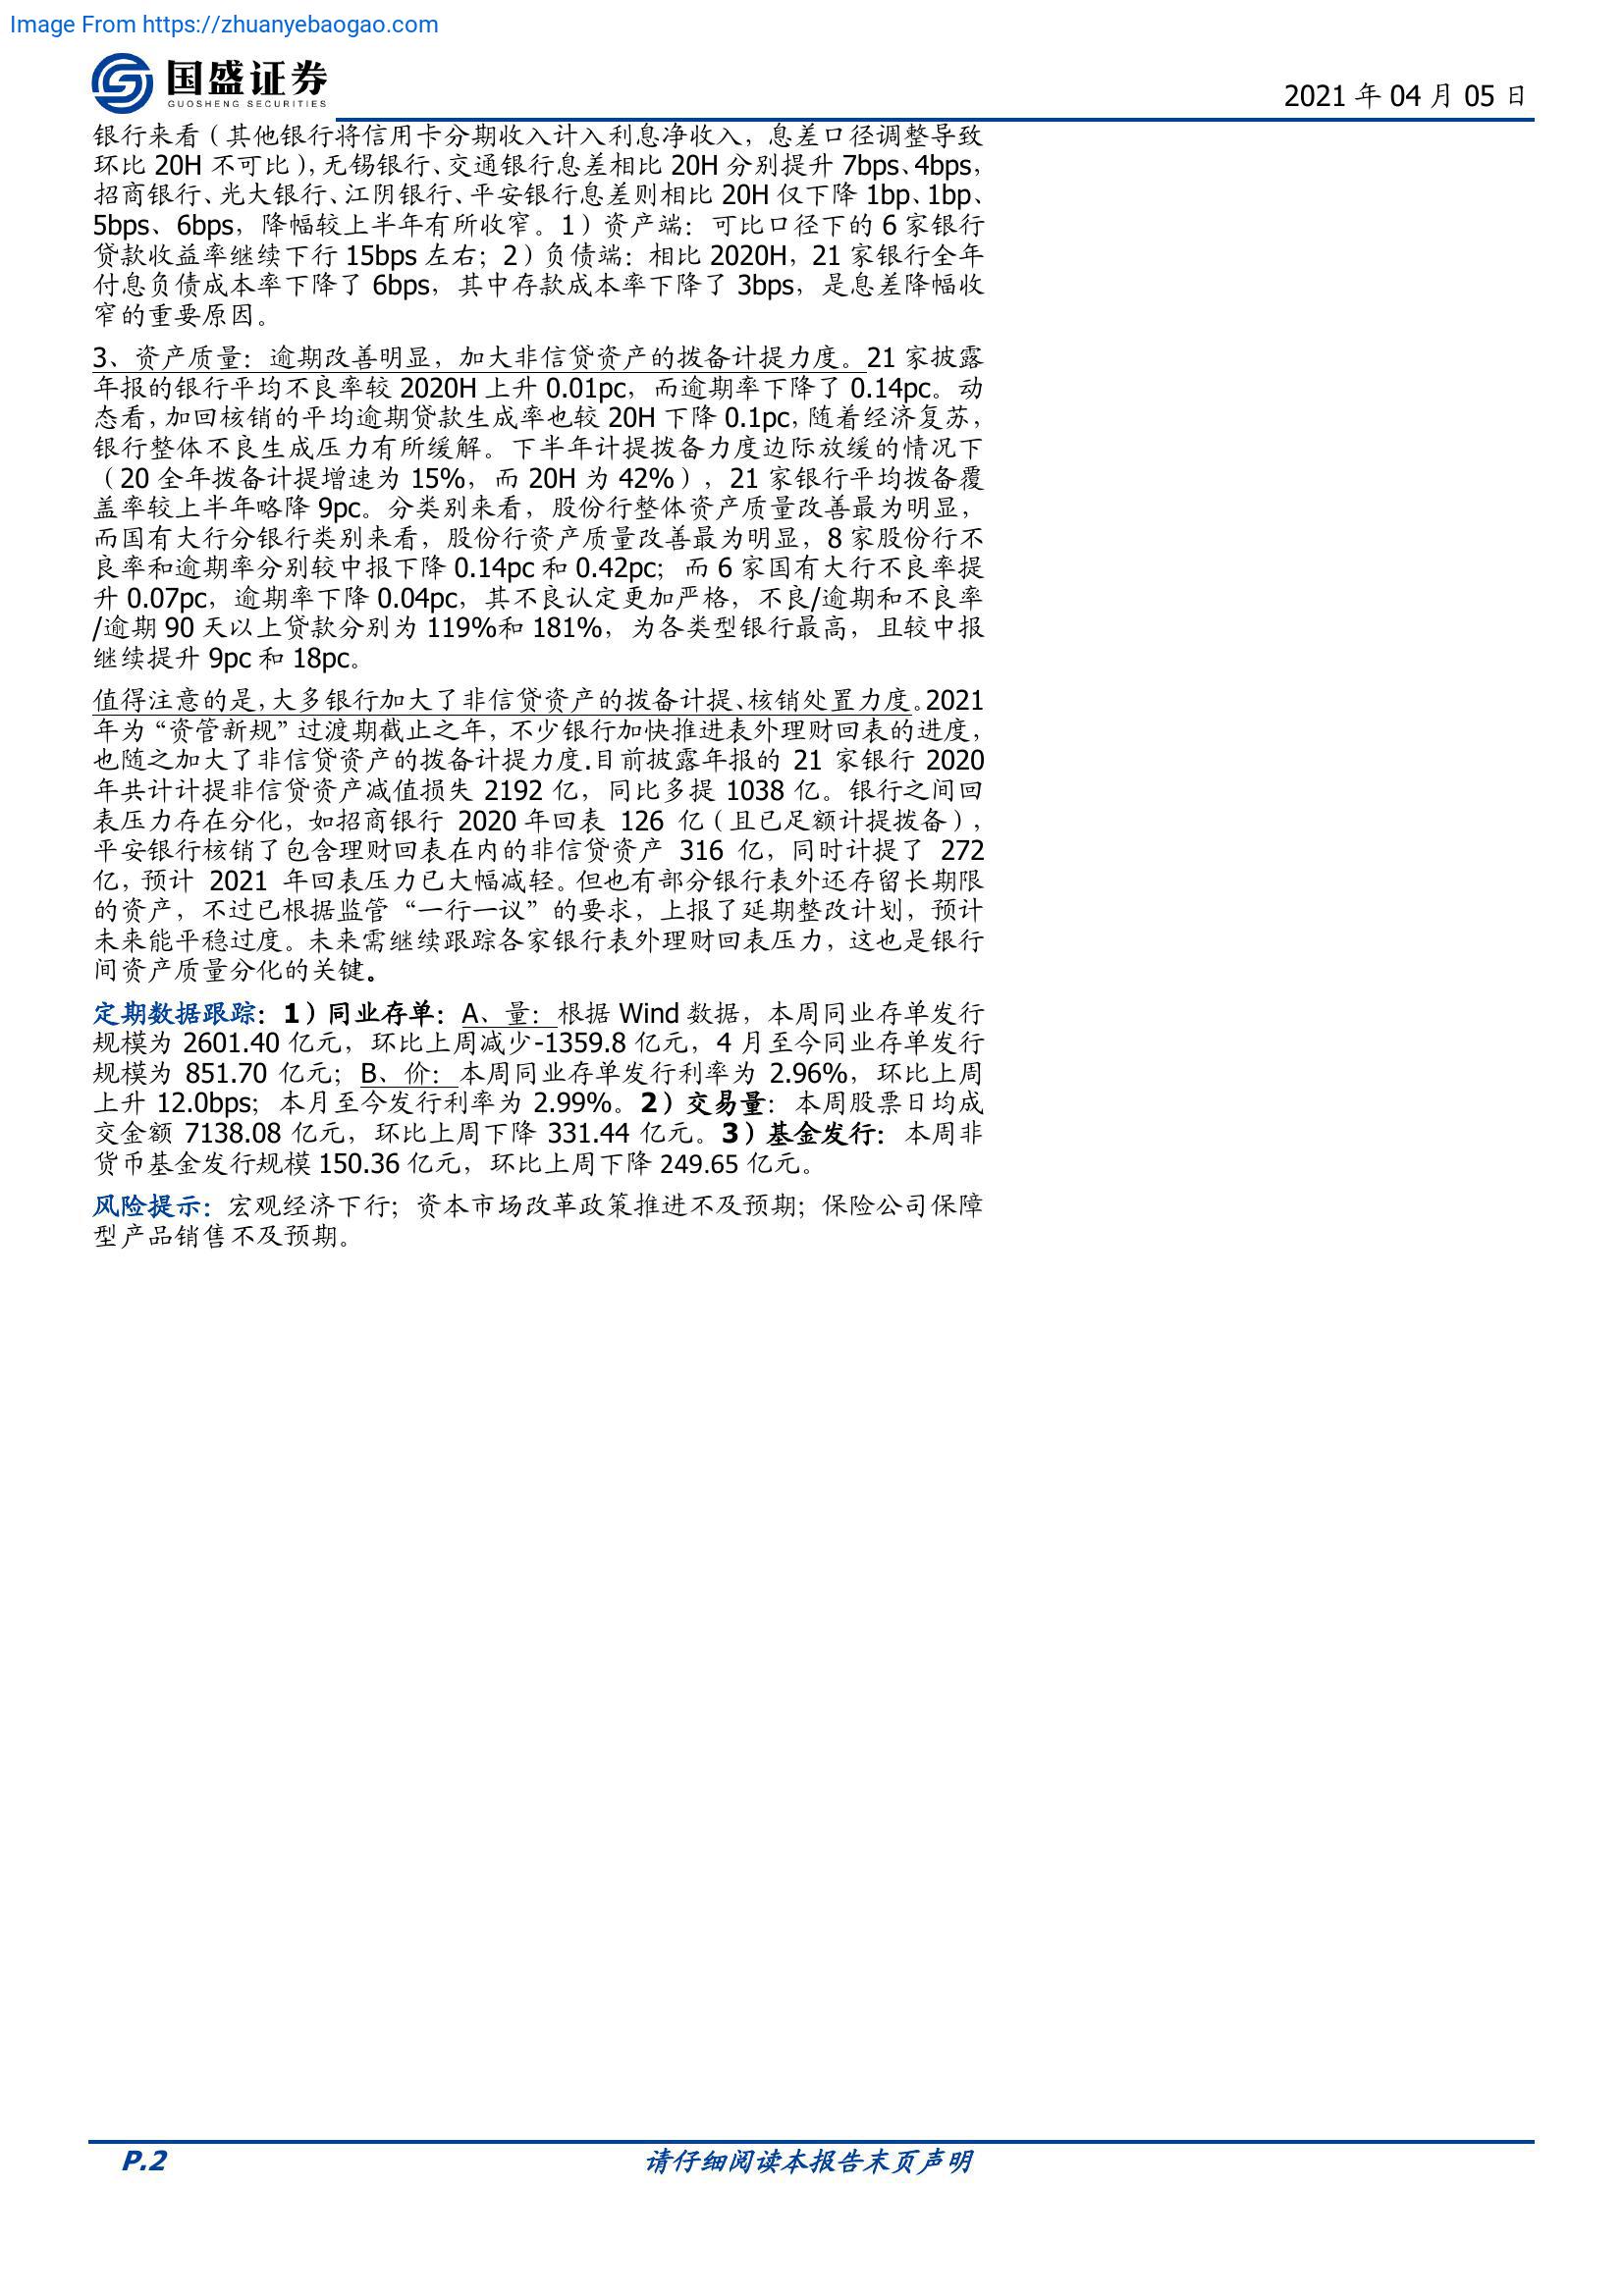 Image From https://zhuanyebaogao.com
国盛证券
GUOSHENG SECURITIES
2021 年 04 月 05 日
银行来看（其他银行将信用卡分期收入计入利息净收入，息差口径调整导致
环比 20H 不可比），无锡银行、交通银行息差相比 20H 分别提升 7bps、4bps，
招商银行、光大银行、江阴银行、平安银行息差则相比 20H 仅下降 1bp、1bp、
5bps、6bps，降幅较上半年有所收窄。1）资产端：可比口径下的 6 家银行
贷款收益率继续下行 15bps 左右；2）负债端：相比 2020H，21 家银行全年
付息负债成本率下降了 6bps，其中存款成本率下降了 3bps，是息差降幅收
窄的重要原因。
3、资产质量：逾期改善明显，加大非信贷资产的拨备计提力度。21 家披露
年报的银行平均不良率较 2020H 上升 0.01pc，而逾期率下降了 0.14pc。动
态看，加回核销的平均逾期贷款生成率也较 20H 下降 0.1pc，随着经济复苏，
银行整体不良生成压力有所缓解。下半年计提拨备力度边际放缓的情况下
（20 全年拨备计提增速为 15%，而 20H 为 42%），21 家银行平均拨备覆
盖率较上半年略降 9pc。分类别来看，股份行整体资产质量改善最为明显，
而国有大行分银行类别来看，股份行资产质量改善最为明显，8 家股份行不
良率和逾期率分别较中报下降 0.14pc 和 0.42pc；而 6 家国有大行不良率提
升 0.07pc，逾期率下降 0.04pc，其不良认定更加严格，不良/逾期和不良率
/逾期 90 天以上贷款分别为 119%和 181%，为各类型银行最高，且较中报
继续提升 9pc 和 18pc。
值得注意的是，大多银行加大了非信贷资产的拨备计提、核销处置力度。2021
年为“资管新规”过渡期截止之年，不少银行加快推进表外理财回表的进度，
也随之加大了非信贷资产的拨备计提力度.目前披露年报的 21 家银行 2020
年共计计提非信贷资产减值损失 2192 亿，同比多提 1038 亿。银行之间回
表压力存在分化，如招商银行 2020 年回表 126 亿（且已足额计提拨备），
平安银行核销了包含理财回表在内的非信贷资产 316 亿，同时计提了 272
亿，预计 2021 年回表压力已大幅减轻。但也有部分银行表外还存留长期限
的资产，不过已根据监管“一行一议”的要求，上报了延期整改计划，预计
未来能平稳过度。未来需继续跟踪各家银行表外理财回表压力，这也是银行
间资产质量分化的关键。
定期数据跟踪：1）同业存单：A、量：根据 Wind 数据，本周同业存单发行
规模为 2601.40 亿元，环比上周减少-1359.8 亿元，4 月至今同业存单发行
规模为 851.70 亿元；B、价：本周同业存单发行利率为 2.96%，环比上周
上升 12.0bps；本月至今发行利率为 2.99%。2）交易量：本周股票日均成
交金额 7138.08 亿元，环比上周下降 331.44 亿元。3）基金发行：本周非
货币基金发行规模 150.36 亿元，环比上周下降 249.65 亿元。
风险提示：宏观经济下行；资本市场改革政策推进不及预期；保险公司保障
型产品销售不及预期。
P.2
请仔细阅读本报告末页声明